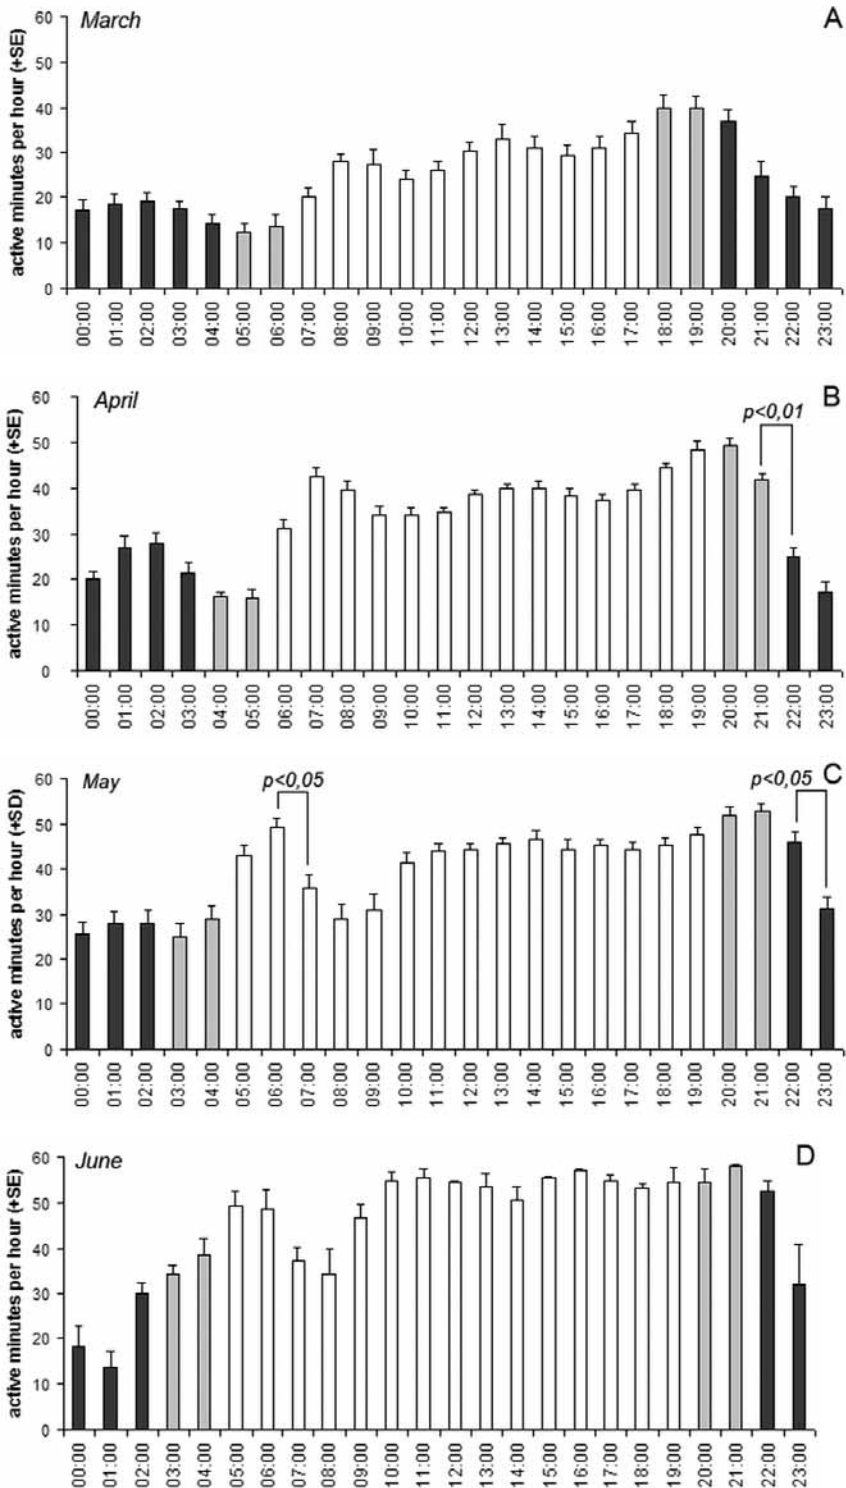 March
A
active minutes per hour (+SE)
60
50
40
30
20
10
0
00:00 01:00 02:00 03:00 04:00 05:00 06:00 07:00 08:00 09:00 10:00 11:00 12:00 13:00 14:00 15:00 16:00 17:00 18:00 19:00 20:00 21:00 22:00 23:00
April
B
p<0,01
active minutes per hour (+SE)
60
50
40
30
20
10
0
00:00 01:00 02:00 03:00 04:00 05:00 06:00 07:00 08:00 09:00 10:00 11:00 12:00 13:00 14:00 15:00 16:00 17:00 18:00 19:00 20:00 21:00 22:00 23:00
May
p<0,05
p<0,05
C
active minutes per hour (+SD)
60
50
40
30
20
10
0
00:00 01:00 02:00 03:00 04:00 05:00 06:00 07:00 08:00 09:00 10:00 11:00 12:00 13:00 14:00 15:00 16:00 17:00 18:00 19:00 20:00 21:00 22:00 23:00
June
D
active minutes per hour (+SE)
60
50
40
30
20
10
0
00:00 01:00 02:00 03:00 04:00 05:00 06:00 07:00 08:00 09:00 10:00 11:00 12:00 13:00 14:00 15:00 16:00 17:00 18:00 19:00 20:00 21:00 22:00 23:00